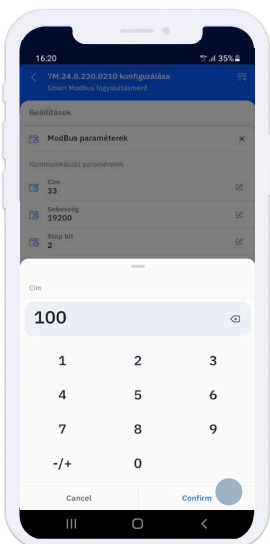 16:20
35%
7M.24.8.230.0210 konfigurálása
Smart Modbus fogyasztásmérő
Beállítások
ModBus paraméterek
Kommunikációs paraméterek
Cím
33
Sebesség
19200
Stop bit
2
Cím
100
1 2 3
4 5 6
7 8 9
-/+ 0
Cancel Confirm